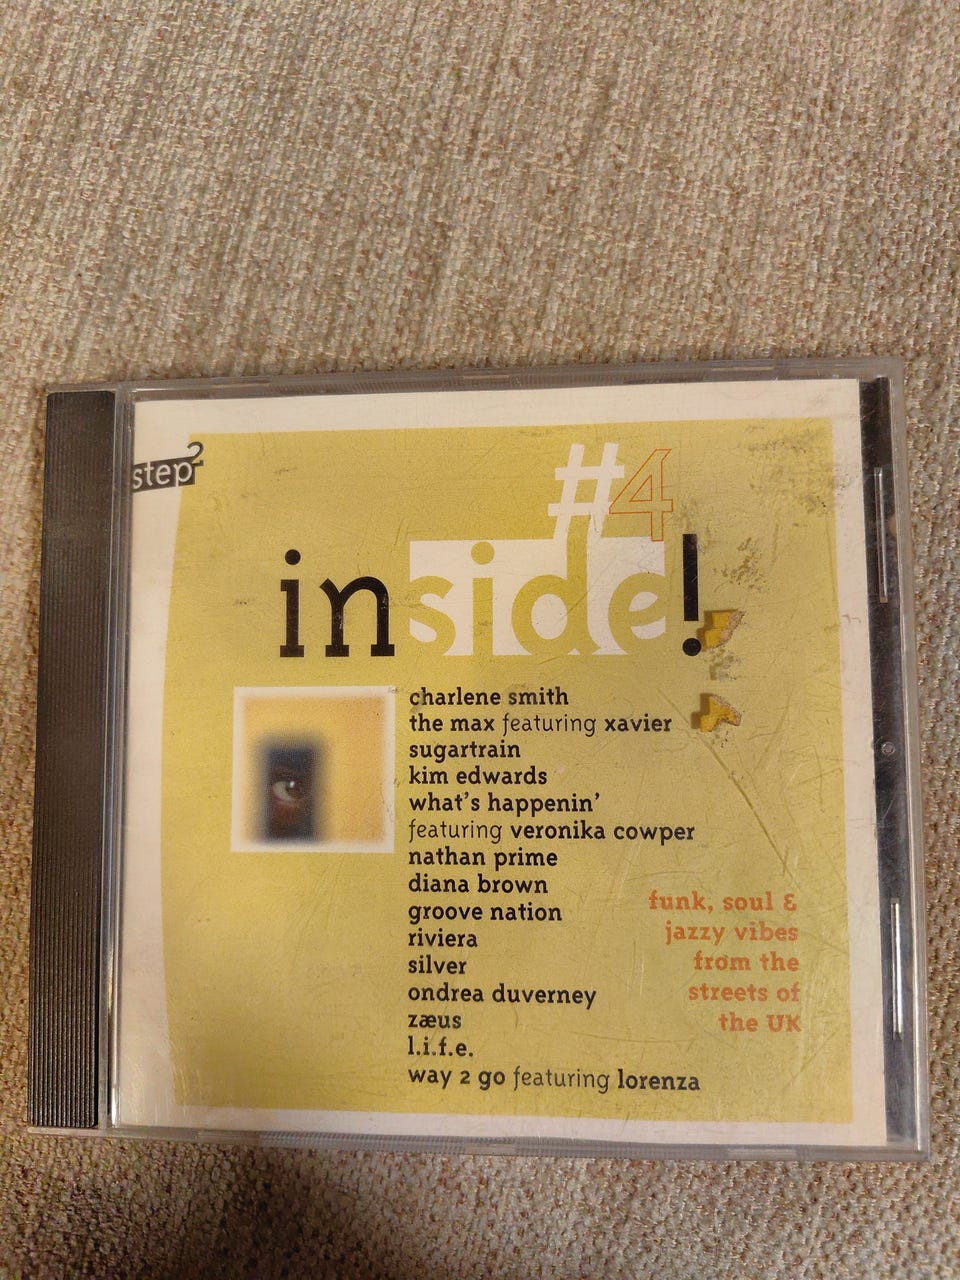 step2
#4
inside!
charlene smith
the max featuring xavier
sugartrain
kim edwards
what's happenin'
featuring veronika cowper
nathan prime
diana brown
groove nation
riviera
silver
ondrea duverney
zæus
l.i.f.e.
way 2 go featuring lorenza
funk, soul &
jazzy vibes
from the
streets of
the UK